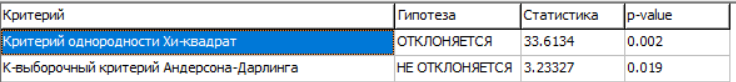 Критерий Гипотеза Статистика p-value
Критерий однородности Хи-квадрат ОТКЛОНЯЕТСЯ 33.6134 0.002
К-выборочный критерий Андерсона-Дарлинга НЕ ОТКЛОНЯЕТСЯ 3.23327 0.019